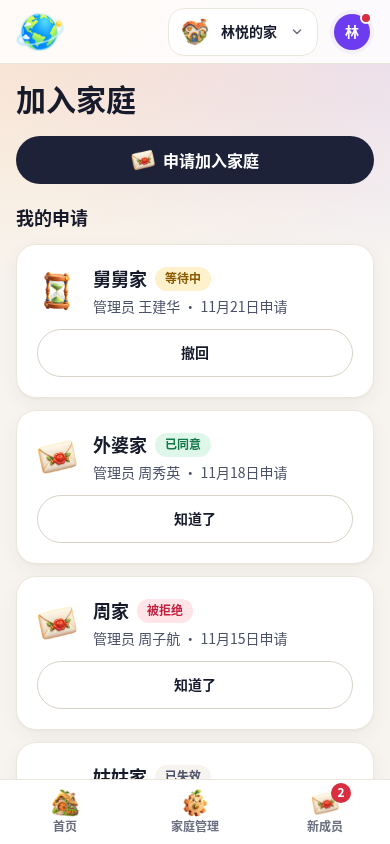 林悦的家
林
加入家庭
申请加入家庭
我的申请
舅舅家 等待中
管理员 王建华 · 11月21日申请
撤回
外婆家 已同意
管理员 周秀英 · 11月18日申请
知道了
周家 被拒绝
管理员 周子航 · 11月15日申请
知道了
姑姑家 已失效
2
首页 家庭管理 新成员